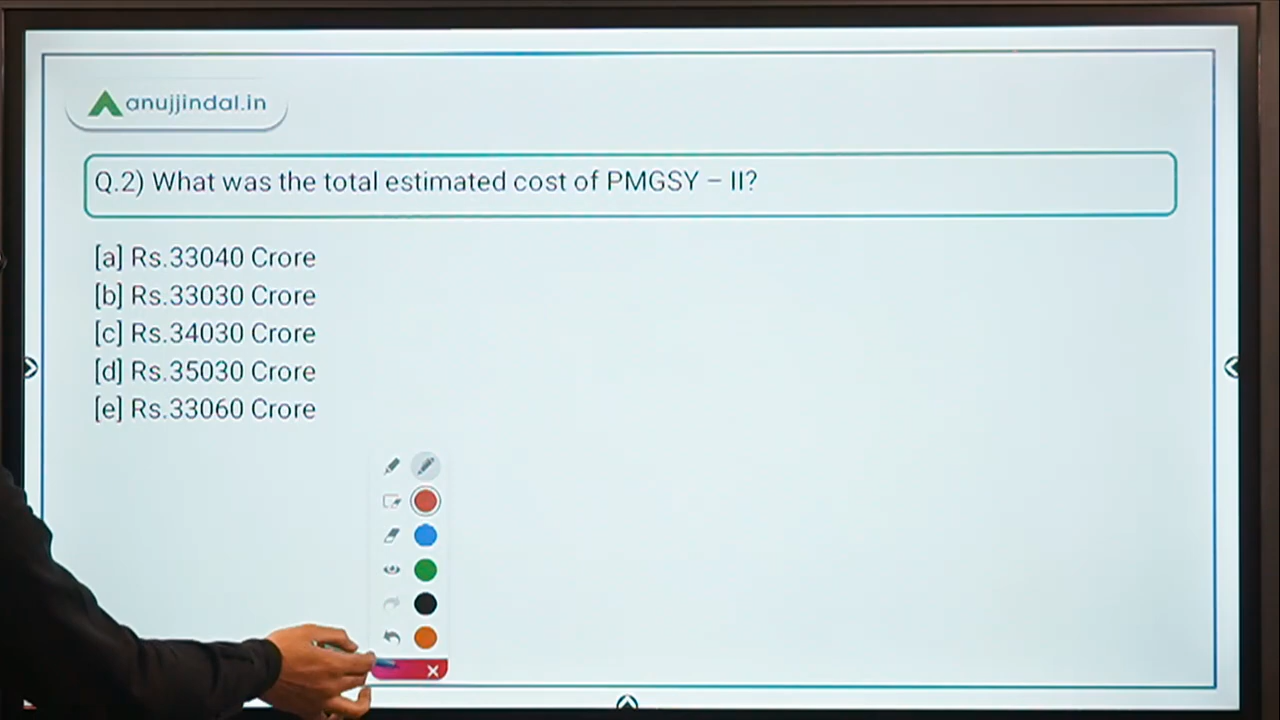 anujjindal.in
Q.2) What was the total estimated cost of PMGSY – II?
[a] Rs.33040 Crore
[b] Rs.33030 Crore
[c] Rs.34030 Crore
[d] Rs.35030 Crore
[e] Rs.33060 Crore